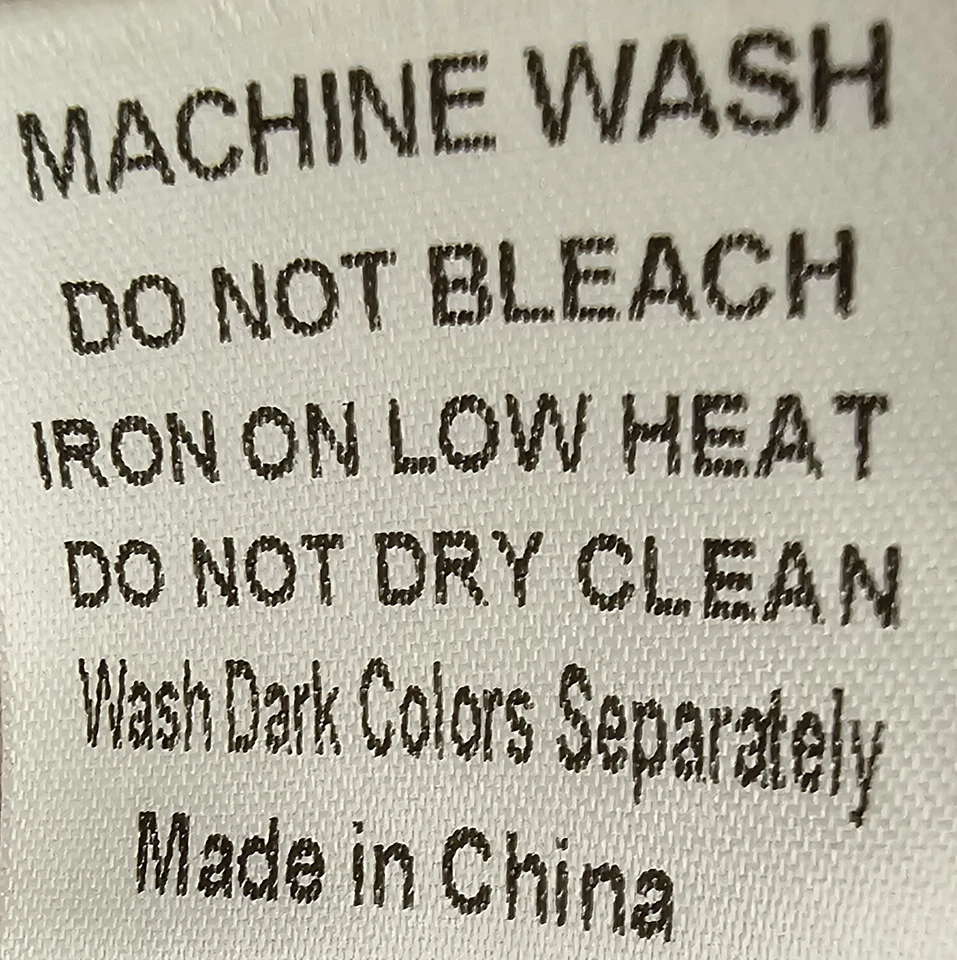 MACHINE WASH
DO NOT BLEACH
IRON ON LOW HEAT
DO NOT DRY CLEAN
Wash Dark Colors Separately
Made in China